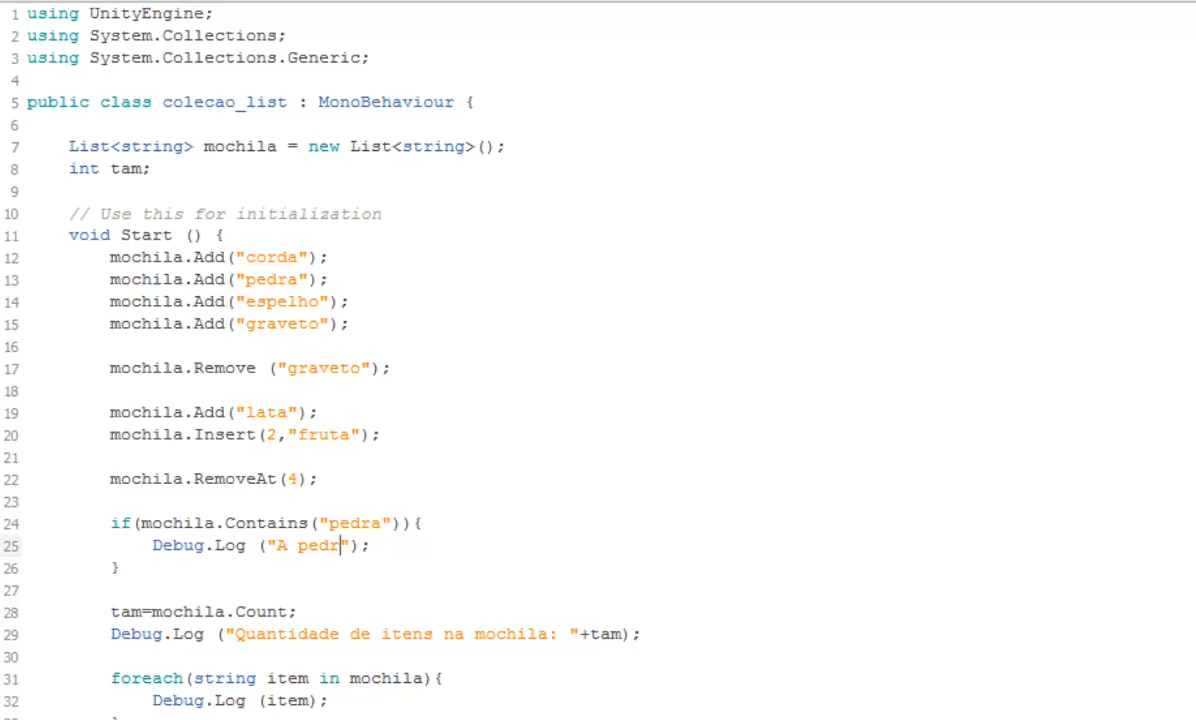 1 using UnityEngine;
2 using System.Collections;
3 using System.Collections.Generic;
4
5 public class colecao_list : MonoBehaviour {
6
7 List<string> mochila = new List<string>();
8 int tam;
9
10 // Use this for initialization
11 void Start () {
12 mochila.Add("corda");
13 mochila.Add("pedra");
14 mochila.Add("espelho");
15 mochila.Add("graveto");
16
17 mochila.Remove ("graveto");
18
19 mochila.Add("lata");
20 mochila.Insert(2,"fruta");
21
22 mochila.RemoveAt(4);
23
24 if(mochila.Contains("pedra")){
25 Debug.Log ("A pedr");
26 }
27
28 tam=mochila.Count;
29 Debug.Log ("Quantidade de itens na mochila: "+tam);
30
31 foreach(string item in mochila){
32 Debug.Log (item);